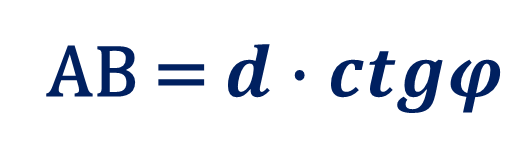 AB = d · ctgφ